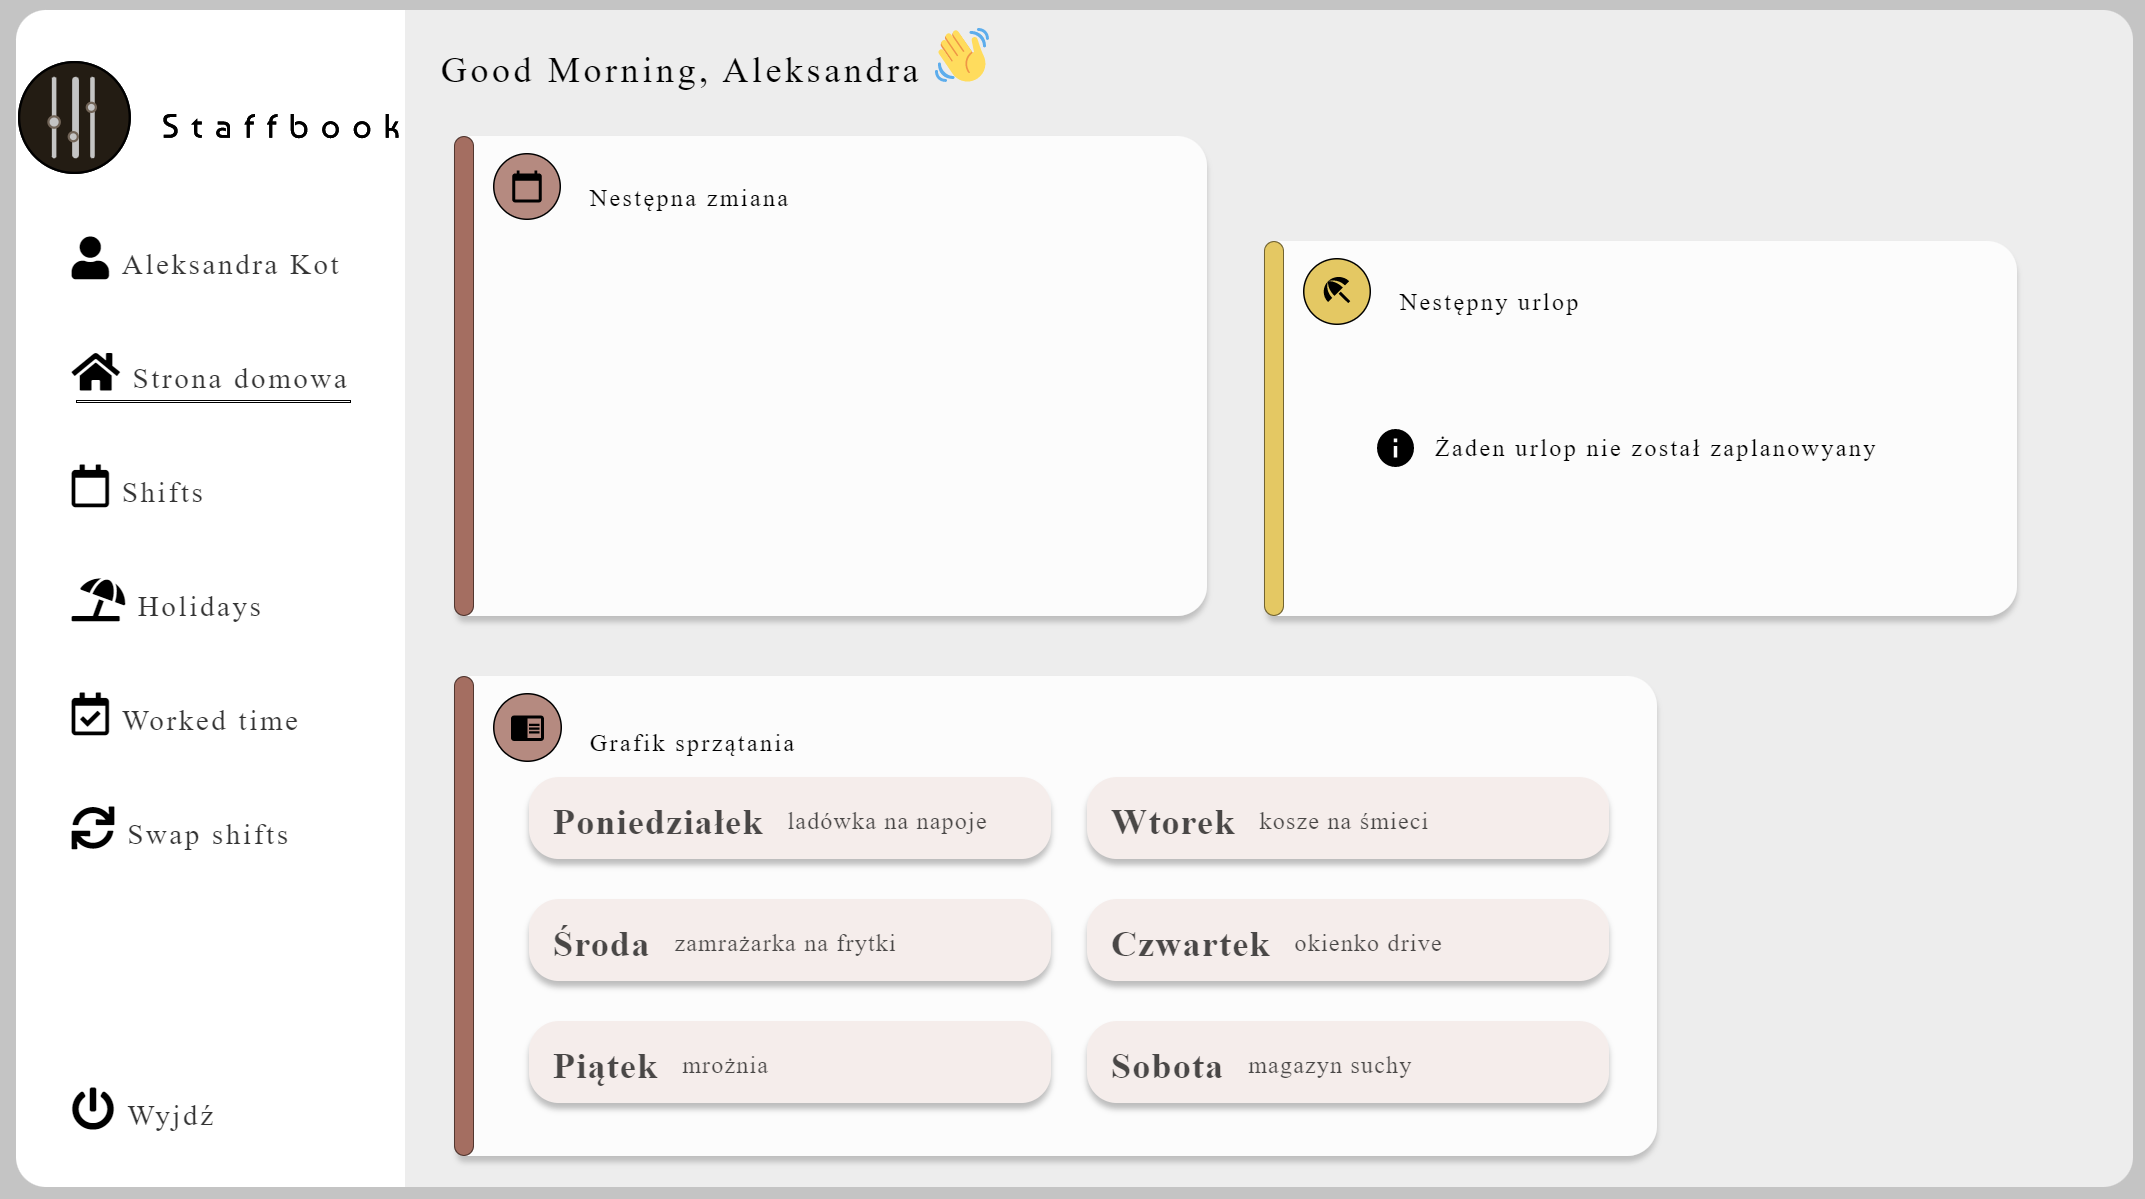 Staffbook
Aleksandra Kot
Strona domowa
Shifts
Holidays
Worked time
Swap shifts
Wyjdź
Good Morning, Aleksandra 👋
Nestępna zmiana
Nestępny urlop
Żaden urlop nie został zaplanowyany
Grafik sprzątania
Poniedziałek ladówka na napoje
Wtorek kosze na śmieci
Środa zamrażarka na frytki
Czwartek okienko drive
Piątek mrożnia
Sobota magazyn suchy